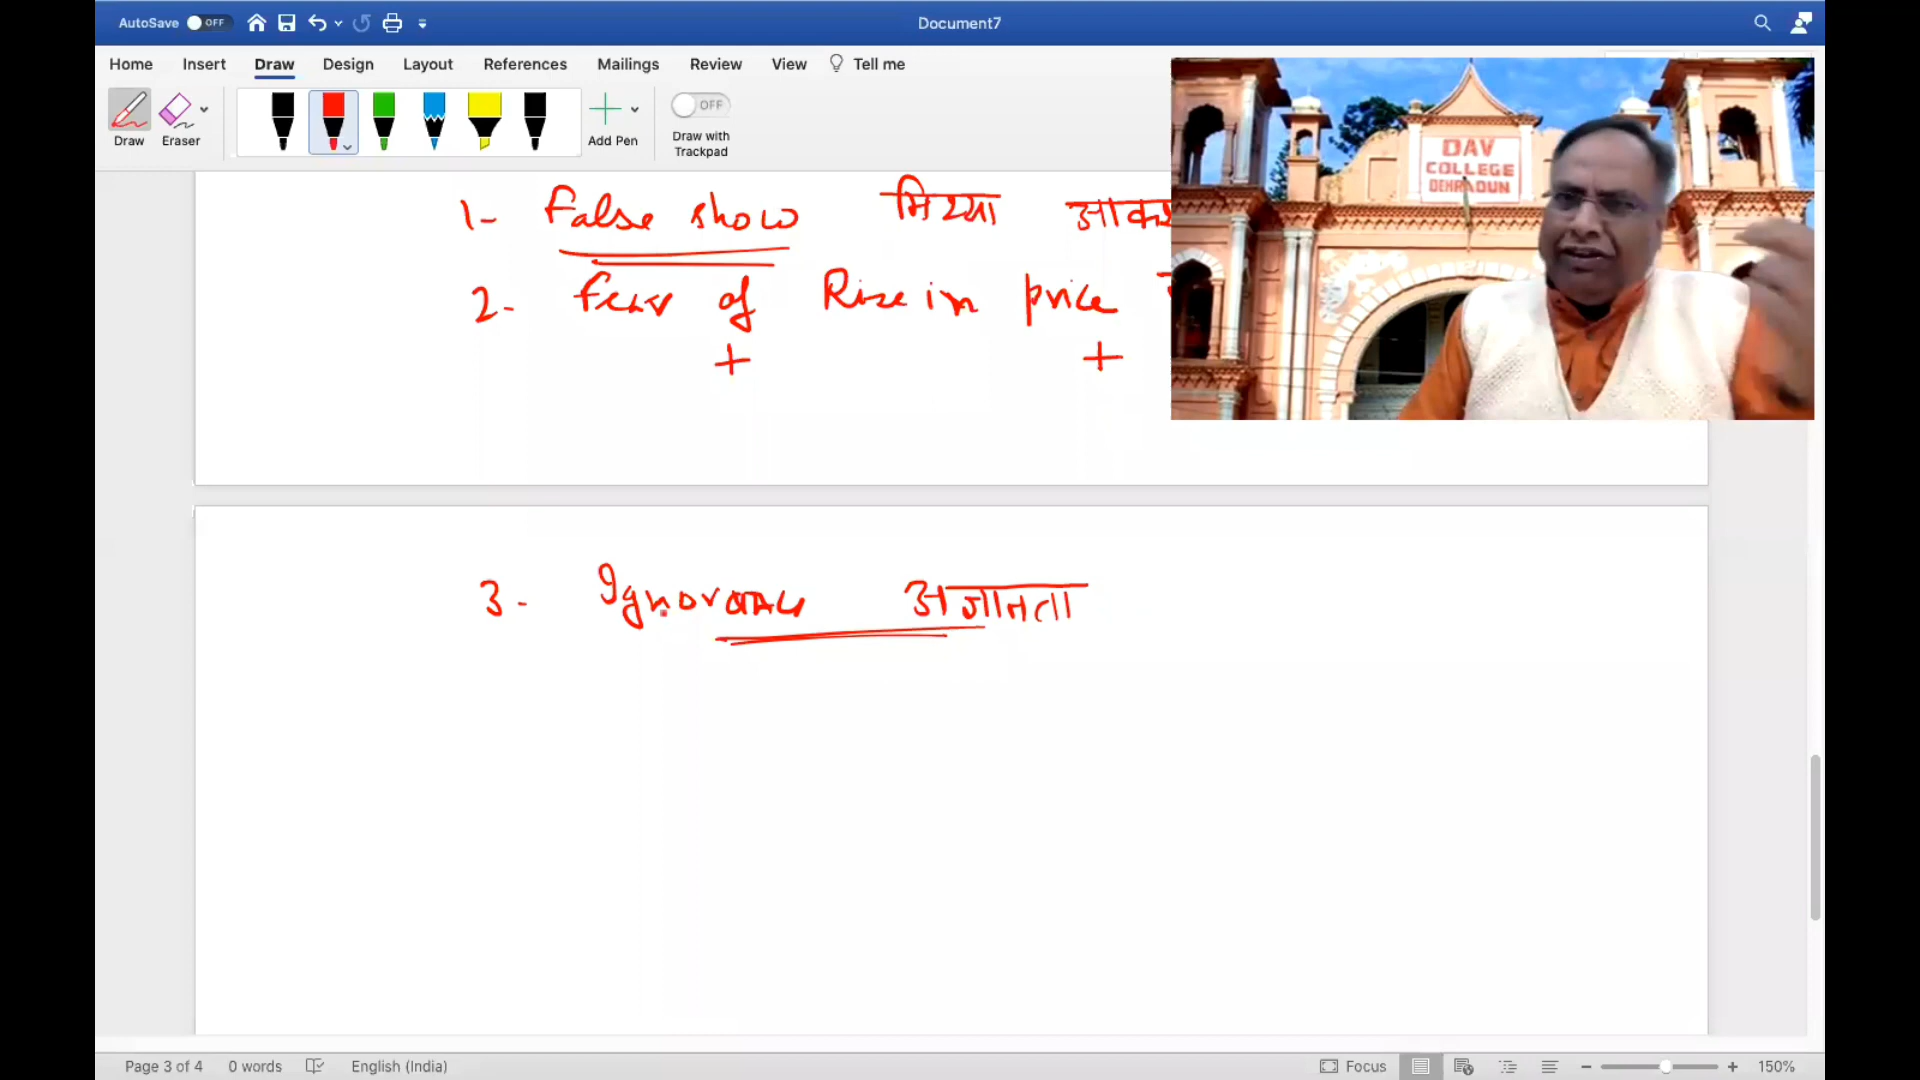 AutoSave OFF Document7
Home Insert Draw Design Layout References Mailings Review View Tell me
OFF
Draw Eraser Add Pen Draw with Trackpad
DAV
COLLEGE
DEHRADUN
1- False show मिथ्या
2- fear of Rise in price
+ +
3- Ignorance अज्ञानता
Page 3 of 4 0 words English (India) Focus 150%